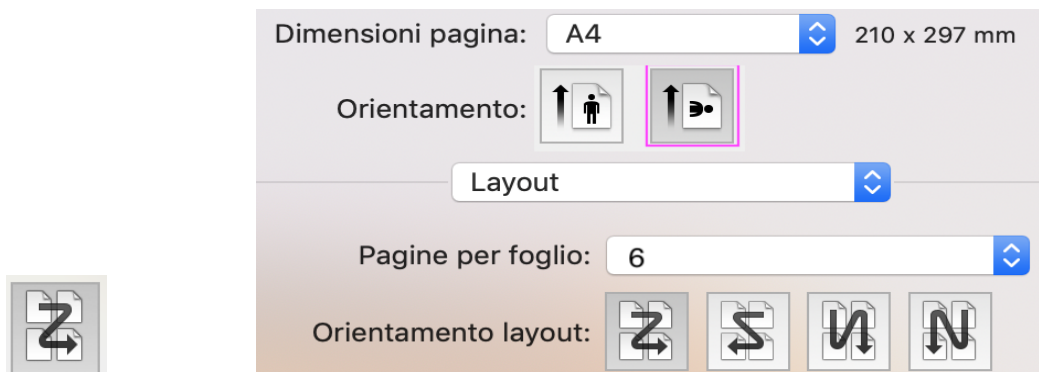 Dimensioni pagina: A4 210 x 297 mm
Orientamento:
Layout
Pagine per foglio: 6
Orientamento layout: